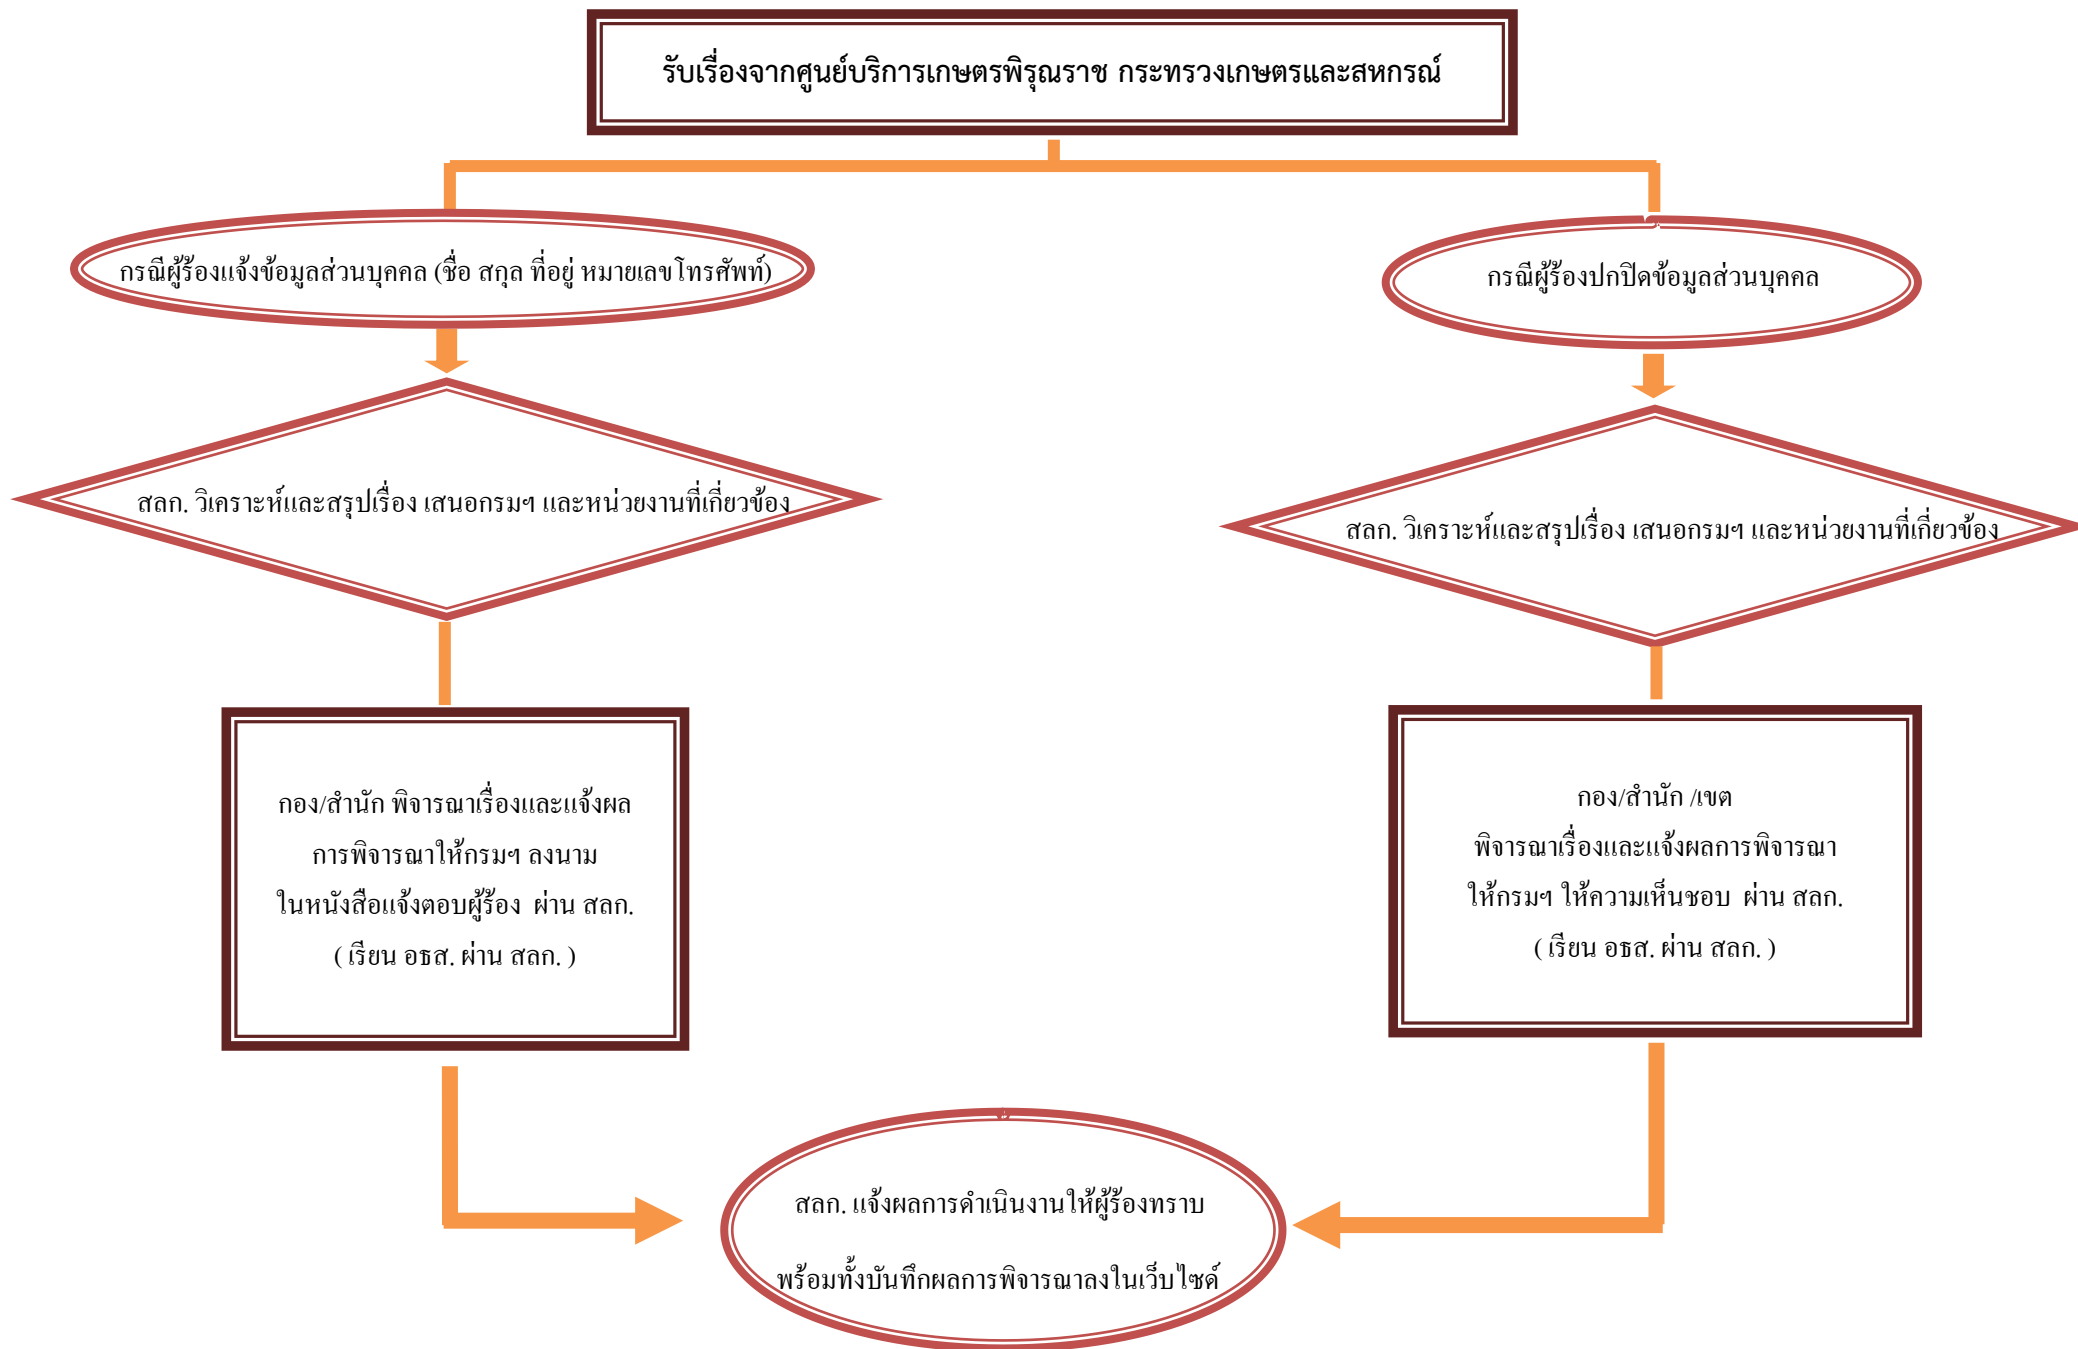 รับเรื่องจากศูนย์บริการเกษตรพิรุณราช กระทรวงเกษตรและสหกรณ์
กรณีผู้ร้องแจ้งข้อมูลส่วนบุคคล (ชื่อ สกุล ที่อยู่ หมายเลขโทรศัพท์)
กรณีผู้ร้องปกปิดข้อมูลส่วนบุคคล
สลก. วิเคราะห์และสรุปเรื่อง เสนอกรมฯ และหน่วยงานที่เกี่ยวข้อง
สลก. วิเคราะห์และสรุปเรื่อง เสนอกรมฯ และหน่วยงานที่เกี่ยวข้อง
กอง/สำนัก พิจารณาเรื่องและแจ้งผล
การพิจารณาให้กรมฯ ลงนาม
ในหนังสือแจ้งตอบผู้ร้อง ผ่าน สลก.
( เรียน อธส. ผ่าน สลก. )
กอง/สำนัก /เขต
พิจารณาเรื่องและแจ้งผลการพิจารณา
ให้กรมฯ ให้ความเห็นชอบ ผ่าน สลก.
( เรียน อธส. ผ่าน สลก. )
สลก. แจ้งผลการดำเนินงานให้ผู้ร้องทราบ
พร้อมทั้งบันทึกผลการพิจารณาลงในเว็บไซค์